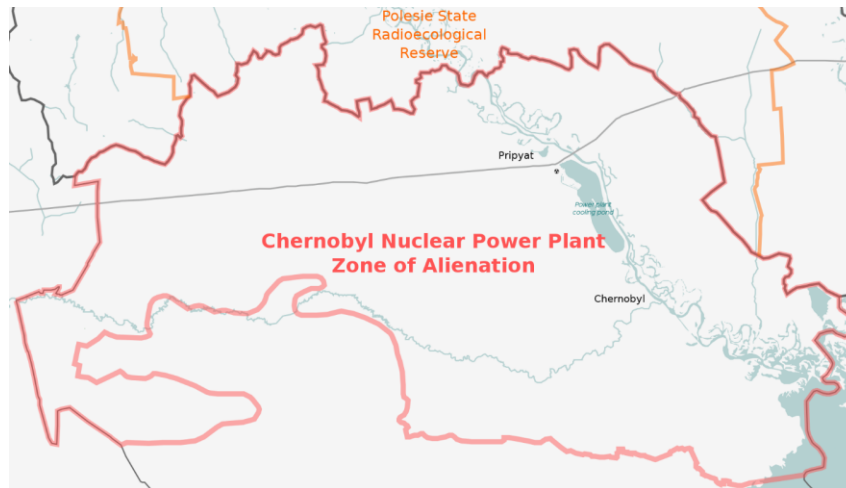 Polesie State
Radioecological
Reserve
Pripyat
Power plant
cooling pond
Chernobyl Nuclear Power Plant
Zone of Alienation
Chernobyl